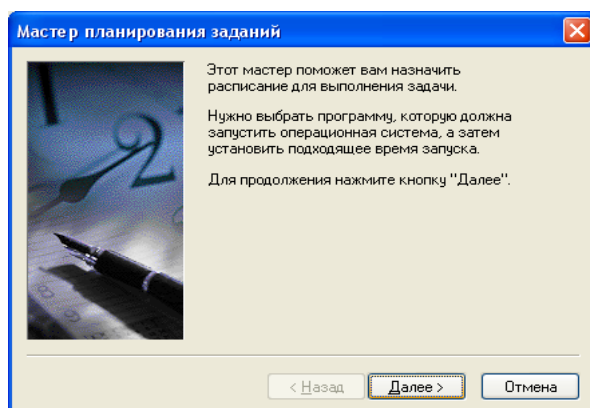 Мастер планирования заданий
Этот мастер поможет вам назначить
расписание для выполнения задачи.
Нужно выбрать программу, которую должна
запустить операционная система, а затем
установить подходящее время запуска.
Для продолжения нажмите кнопку "Далее".
< Назад
Далее >
Отмена